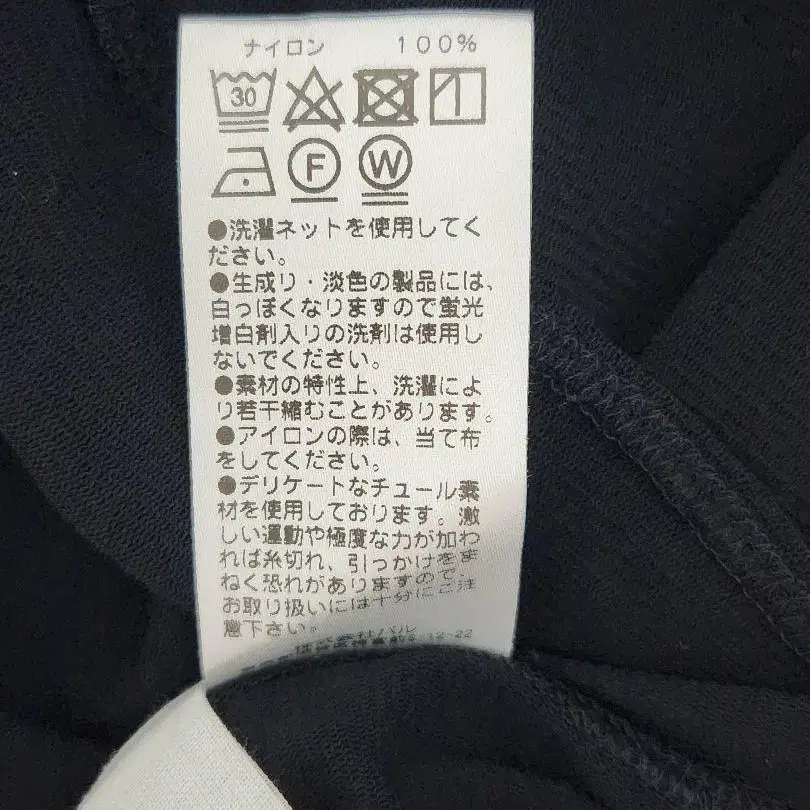 ナイロン 100%
30
F W
●洗濯ネットを使用してく
ださい。
●生成り・淡色の製品には、
白っぽくなりますので蛍光
増白剤入りの洗剤は使用し
ないでください。
●素材の特性上、洗濯によ
り若干縮むことがあります。
●アイロンの際は、当て布
をしてください。
●デリケートなチュール素
材を使用しております。激
しい運動や極度な力が加わ
れば糸切れ、引っかけをま
ねく恐れがありますので、
お取り扱いには十分にご注
意下さい。
バル
12-22